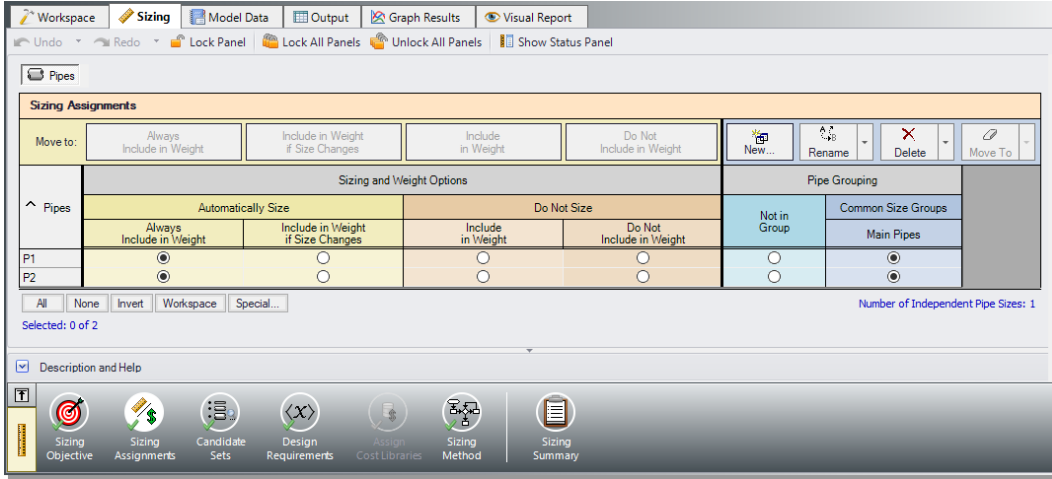 Workspace Sizing Model Data Output Graph Results Visual Report
Undo Redo Lock Panel Lock All Panels Unlock All Panels Show Status Panel
Pipes
Sizing Assignments
Move to:
Always
Include in Weight
Include in Weight
if Size Changes
Include
in Weight
Do Not
Include in Weight
New...
Rename
Delete
Move To
Pipes
Sizing and Weight Options
Pipe Grouping
Automatically Size
Do Not Size
Not in
Group
Common Size Groups
Always
Include in Weight
Include in Weight
if Size Changes
Include
in Weight
Do Not
Include in Weight
Main Pipes
P1
P2
All None Invert Workspace Special...
Number of Independent Pipe Sizes: 1
Selected: 0 of 2
Description and Help
Sizing
Objective
Sizing
Assignments
Candidate
Sets
Design
Requirements
Assign
Cost Libraries
Sizing
Method
Sizing
Summary